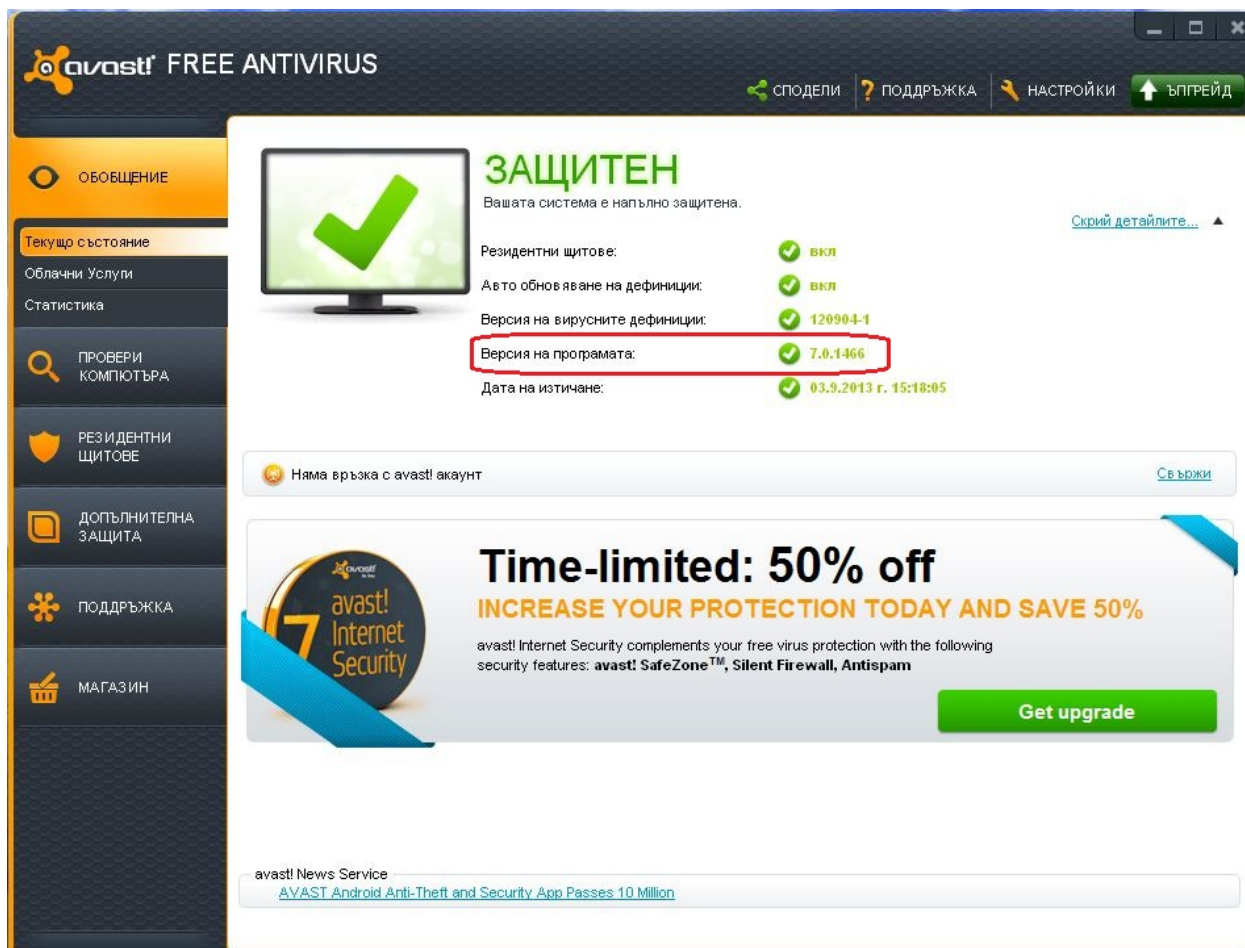 avast! FREE ANTIVIRUS
СПОДЕЛИ
ПОДДРЪЖКА
НАСТРОЙКИ
ЪПГРЕЙД
ОБОБЩЕНИЕ
Текущо състояние
Облачни Услуги
Статистика
ПРОВЕРИ
КОМПЮТЪРА
РЕЗИДЕНТНИ
ЩИТОВЕ
ДОПЪЛНИТЕЛНА
ЗАЩИТА
ПОДДРЪЖКА
МАГАЗИН
ЗАЩИТЕН
Вашата система е напълно защитена.
Скрий детайлите...
Резидентни щитове: вкл
Авто обновяване на дефиниции: вкл
Версия на вирусните дефиниции: 120904-1
Версия на програмата: 7.0.1466
Дата на изтичане: 03.9.2013 г. 15:18:05
Няма връзка с avast! акаунт
Свържи
avast!
7
avast!
Internet
Security
Time-limited: 50% off
INCREASE YOUR PROTECTION TODAY AND SAVE 50%
avast! Internet Security complements your free virus protection with the following
security features: avast! SafeZone™, Silent Firewall, Antispam
Get upgrade
avast! News Service
AVAST Android Anti-Theft and Security App Passes 10 Million